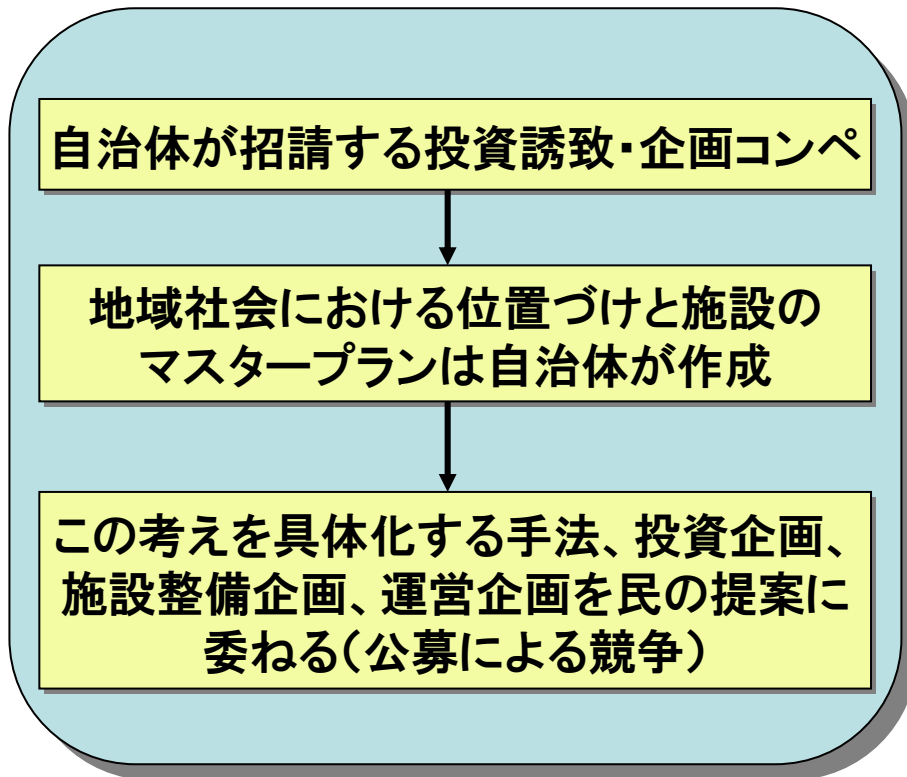 自治体が招請する投資誘致・企画コンペ
地域社会における位置づけと施設の
マスタープランは自治体が作成
この考えを具体化する手法、投資企画、
施設整備企画、運営企画を民の提案に
委ねる(公募による競争)